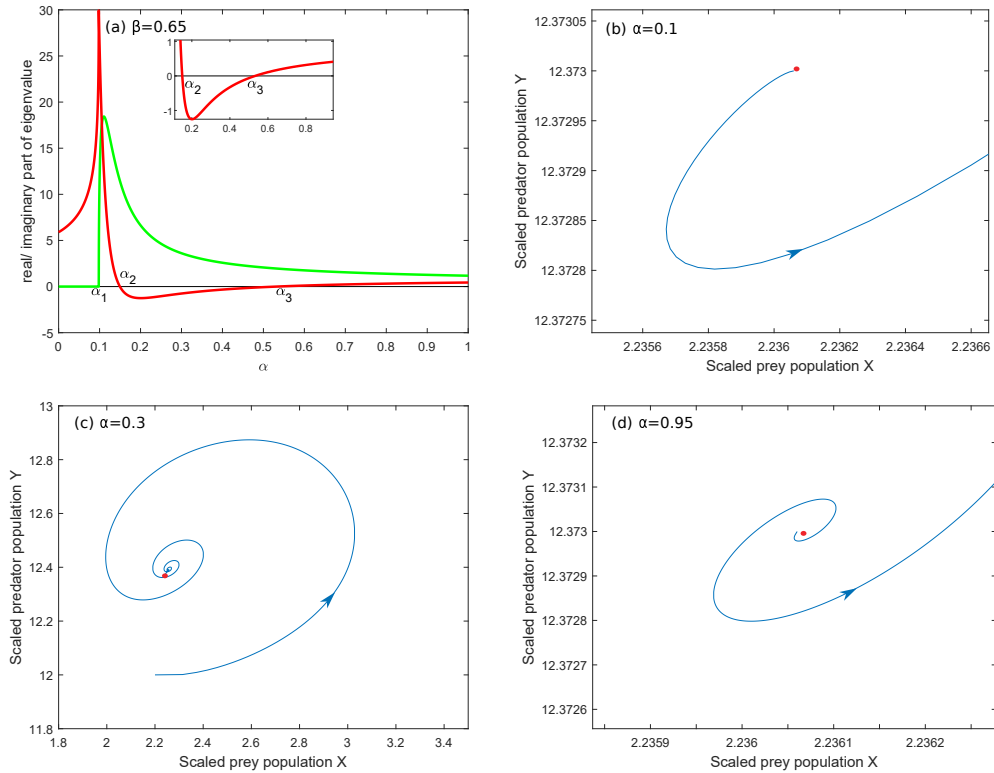 (a) β=0.65
real/ imaginary part of eigenvalue
30
25
20
15
10
5
0
-5
0 0.1 0.2 0.3 0.4 0.5 0.6 0.7 0.8 0.9 1
α
α1
α2
α3
1
0
-1
0.2 0.4 0.6 0.8
α2
α3
(b) α=0.1
Scaled predator population Y
12.37305
12.373
12.37295
12.3729
12.37285
12.3728
12.37275
2.2356 2.2358 2.236 2.2362 2.2364 2.2366
Scaled prey population X
(c) α=0.3
Scaled predator population Y
13
12.8
12.6
12.4
12.2
12
11.8
1.8 2 2.2 2.4 2.6 2.8 3 3.2 3.4
Scaled prey population X
(d) α=0.95
Scaled predator population Y
12.3732
12.3731
12.373
12.3729
12.3728
12.3727
12.3726
2.2359 2.236 2.2361 2.2362
Scaled prey population X